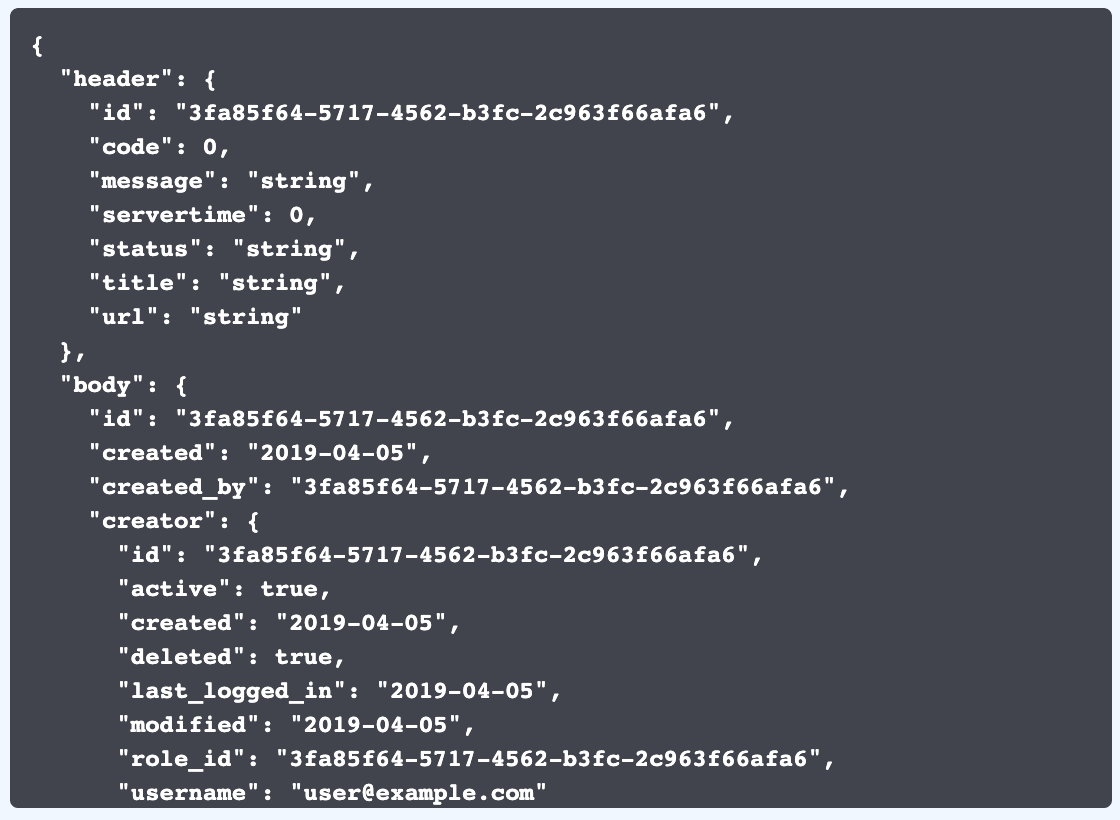 {
  "header": {
    "id": "3fa85f64-5717-4562-b3fc-2c963f66afa6",
    "code": 0,
    "message": "string",
    "servertime": 0,
    "status": "string",
    "title": "string",
    "url": "string"
  },
  "body": {
    "id": "3fa85f64-5717-4562-b3fc-2c963f66afa6",
    "created": "2019-04-05",
    "created_by": "3fa85f64-5717-4562-b3fc-2c963f66afa6",
    "creator": {
      "id": "3fa85f64-5717-4562-b3fc-2c963f66afa6",
      "active": true,
      "created": "2019-04-05",
      "deleted": true,
      "last_logged_in": "2019-04-05",
      "modified": "2019-04-05",
      "role_id": "3fa85f64-5717-4562-b3fc-2c963f66afa6",
      "username": "user@example.com"